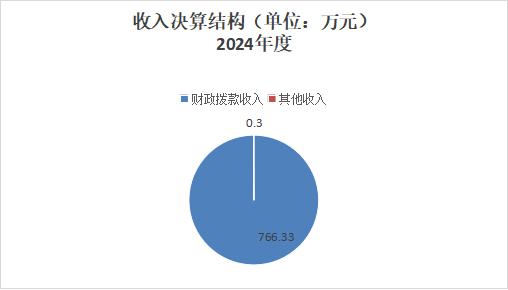 收入决算结构（单位：万元）
2024年度
财政拨款收入 其他收入
0.3
766.33